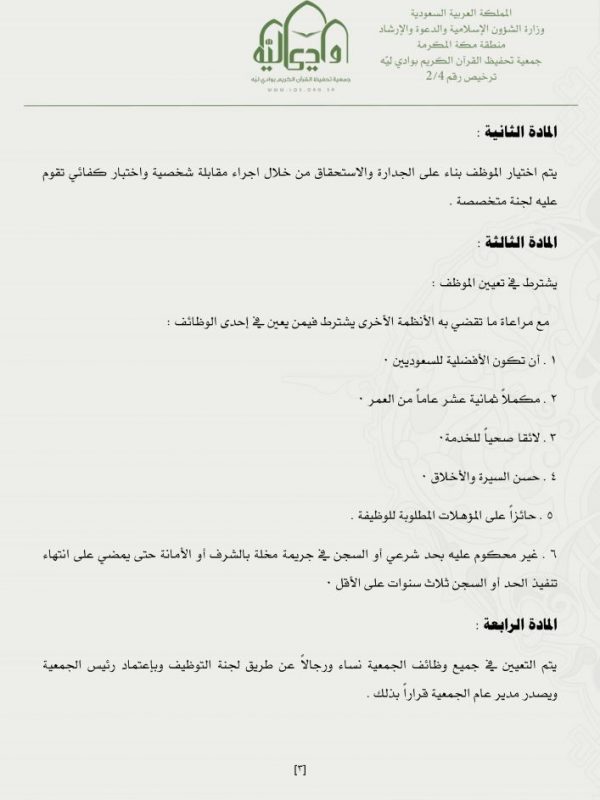 المملكة العربية السعودية
وزارة الشؤون الإسلامية والدعوة والإرشاد
منطقة مكة المكرمة
جمعية تحفيظ القرآن الكريم بوادي ليّه
ترخيص رقم 2/4
وادي ليّه
جمعية تحفيظ القرآن الكريم بوادي ليّه
WWW.LQS.ORG.SA
المادة الثانية :
يتم اختيار الموظف بناء على الجدارة والاستحقاق من خلال اجراء مقابلة شخصية واختبار كفائي تقوم
عليه لجنة متخصصة .
المادة الثالثة :
يشترط في تعيين الموظف :
مع مراعاة ما تقضي به الأنظمة الأخرى يشترط فيمن يعين في إحدى الوظائف :
١ . أن تكون الأفضلية للسعوديين ٠
٢ . مكملاً ثمانية عشر عاماً من العمر ٠
٣ . لائقا صحياً للخدمة٠
٤ . حسن السيرة والأخلاق ٠
٥ . حائزاً على المؤهلات المطلوبة للوظيفة .
٦ . غير محكوم عليه بحد شرعي أو السجن في جريمة مخلة بالشرف أو الأمانة حتى يمضي على انتهاء
تنفيذ الحد أو السجن ثلاث سنوات على الأقل ٠
المادة الرابعة :
يتم التعيين في جميع وظائف الجمعية نساء ورجالاً عن طريق لجنة التوظيف وبإعتماد رئيس الجمعية
ويصدر مدير عام الجمعية قراراً بذلك .
[٣]